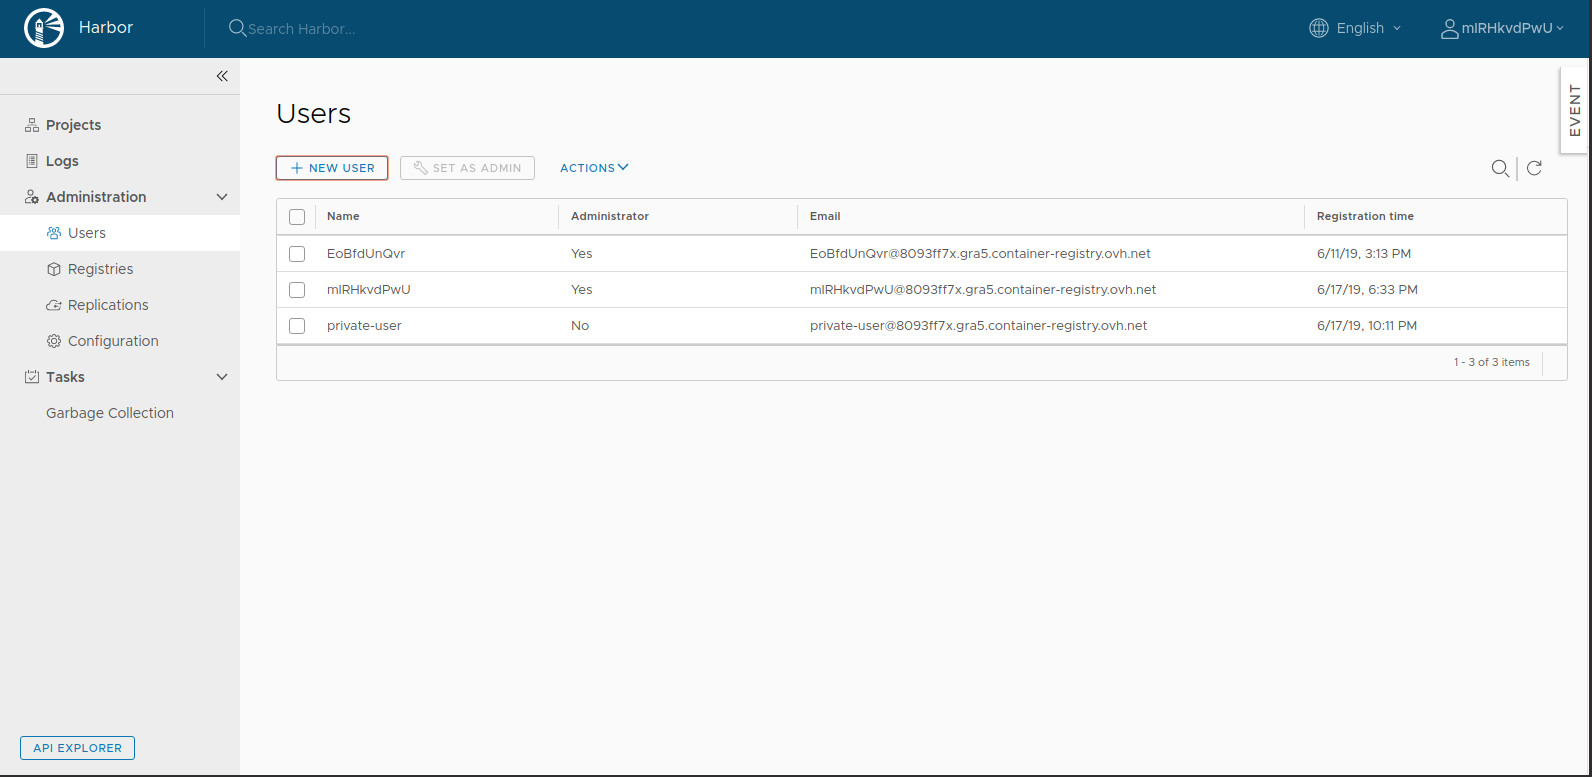 Harbor
Search Harbor...
English
mIRHkvdPwU
Projects
Logs
Administration
Users
Registries
Replications
Configuration
Tasks
Garbage Collection
API EXPLORER
Users
NEW USER SET AS ADMIN ACTIONS
Name Administrator Email Registration time
EoBfdUnQvr Yes EoBfdUnQvr@8093ff7x.gra5.container-registry.ovh.net 6/11/19, 3:13 PM
mIRHkvdPwU Yes mIRHkvdPwU@8093ff7x.gra5.container-registry.ovh.net 6/17/19, 6:33 PM
private-user No private-user@8093ff7x.gra5.container-registry.ovh.net 6/17/19, 10:11 PM
1 - 3 of 3 items
EVENT